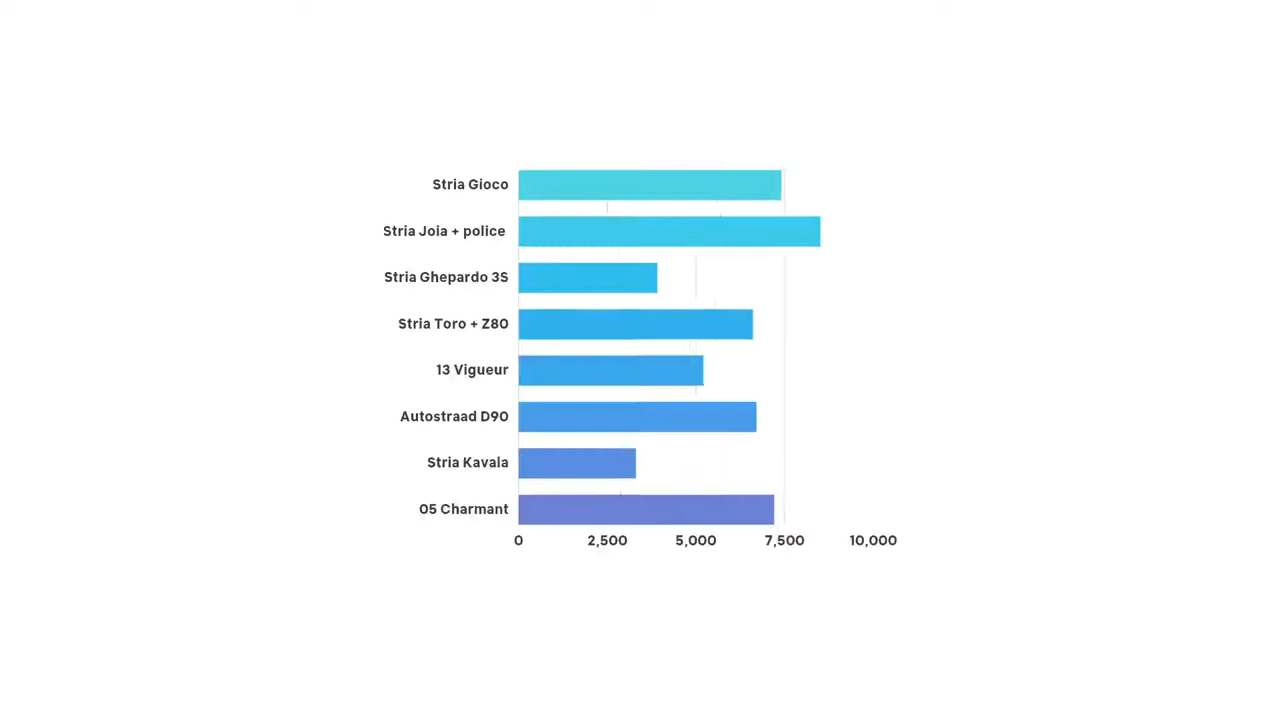 Stria Gioco
Stria Joia + police
Stria Ghepardo 3S
Stria Toro + Z80
13 Vigueur
Autostraad D90
Stria Kavala
05 Charmant
0 2,500 5,000 7,500 10,000